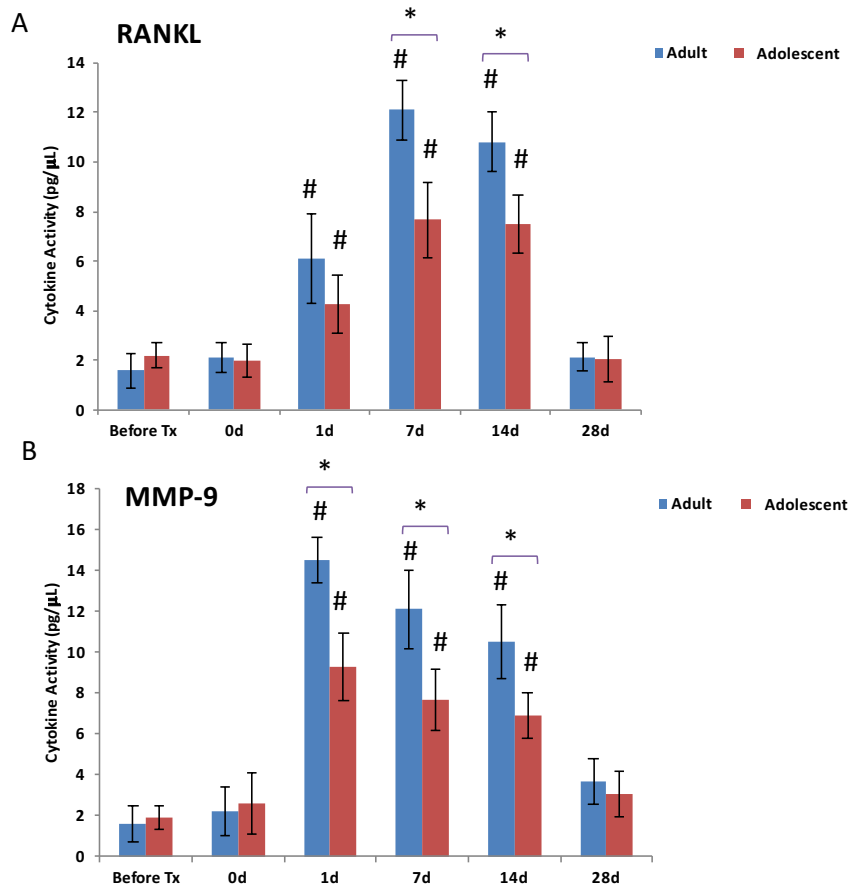 A
RANKL
* *
Adult Adolescent
14
12
10
8
6
4
2
0
Cytokine Activity (pg/µL)
# # # # # #
Before Tx 0d 1d 7d 14d 28d
B
MMP-9
* * *
Adult Adolescent
18
16
14
12
10
8
6
4
2
0
Cytokine Activity (pg/µL)
# # # # # #
Before Tx 0d 1d 7d 14d 28d